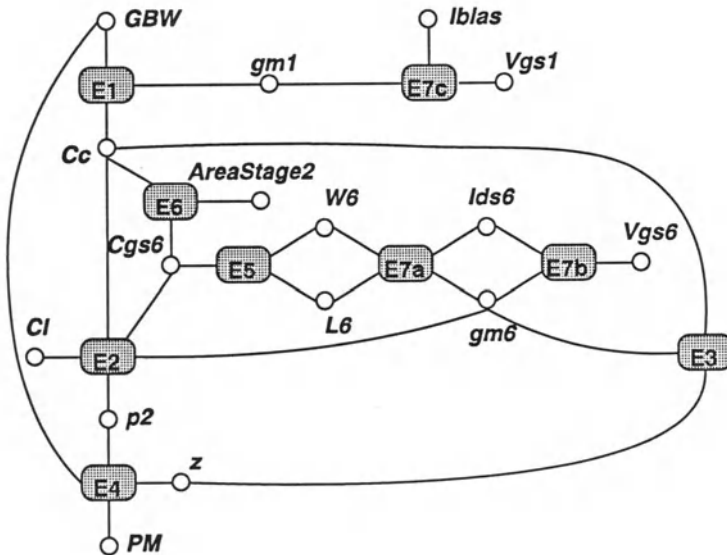 GBW
Iblas
E1
gm1
E7c
Vgs1
Cc
AreaStage2
E6
W6
Ids6
Cgs6
E5
E7a
E7b
Vgs6
L6
gm6
Cl
E2
E3
p2
z
E4
PM